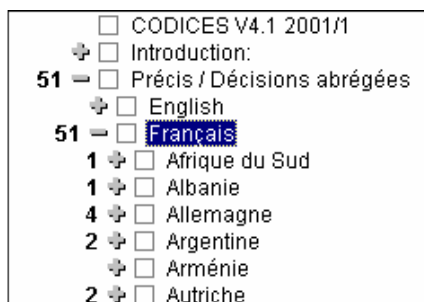 CODICES V4.1 2001/1
Introduction:
51 Précis / Décisions abrégées
English
51 Français
1 Afrique du Sud
1 Albanie
4 Allemagne
2 Argentine
Arménie
2 Autriche